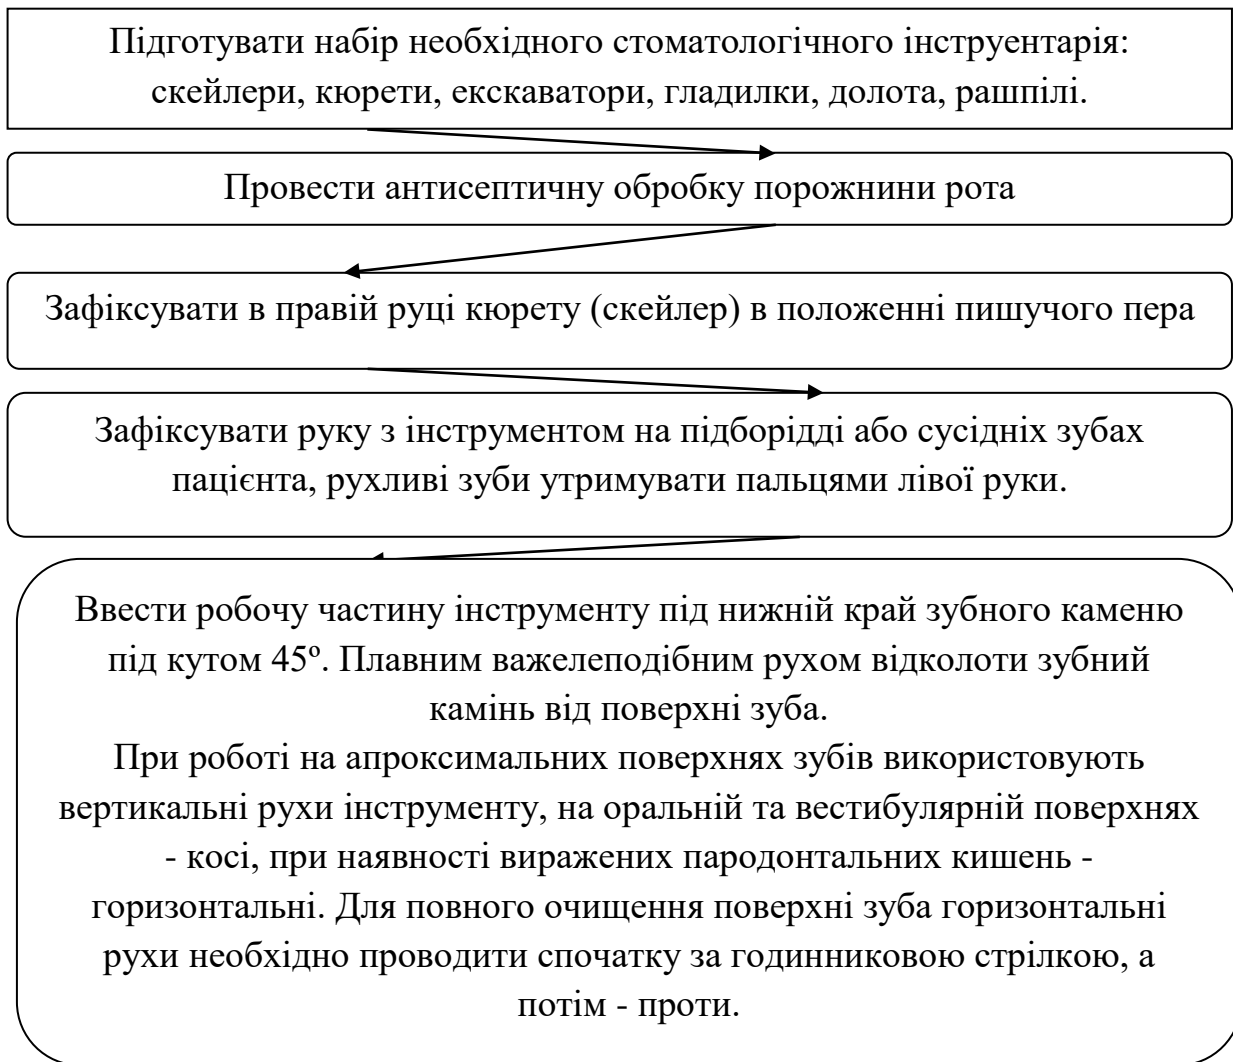 Підготувати набір необхідного стоматологічного інструентарія:
скейлери, кюрети, екскаватори, гладилки, долота, рашпілі.
Провести антисептичну обробку порожнини рота
Зафіксувати в правій руці кюрету (скейлер) в положенні пишучого пера
Зафіксувати руку з інструментом на підборідді або сусідніх зубах
пацієнта, рухливі зуби утримувати пальцями лівої руки.
Ввести робочу частину інструменту під нижній край зубного каменю
під кутом 45º. Плавним важелеподібним рухом відколоти зубний
камінь від поверхні зуба.
При роботі на апроксимальних поверхнях зубів використовують
вертикальні рухи інструменту, на оральній та вестибулярній поверхнях
- косі, при наявності виражених пародонтальних кишень -
горизонтальні. Для повного очищення поверхні зуба горизонтальні
рухи необхідно проводити спочатку за годинниковою стрілкою, а
потім - проти.